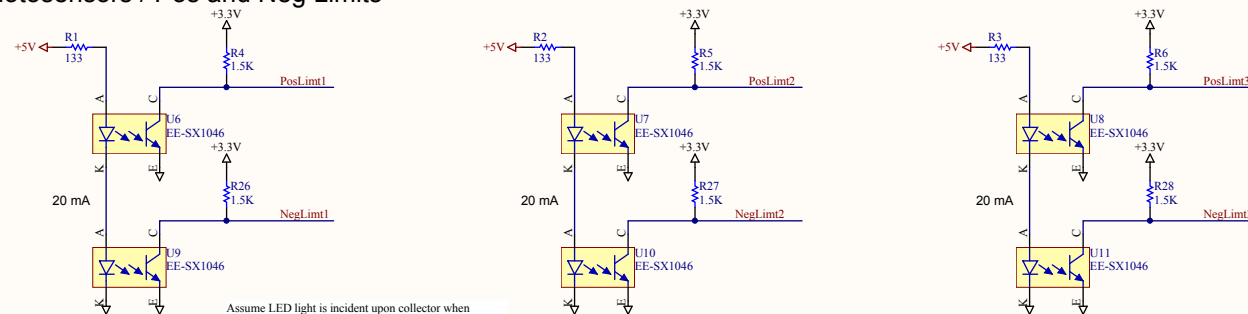 / Pos and Neg Limits
+3.3V
+3.3V
+3.3V
+5V
R1
133
R4
1.5K
PosLimt1
+5V
R2
133
R5
1.5K
PosLimt2
+5V
R3
133
R6
1.5K
PosLimt3
A
C
U6
EE-SX1046
K
E
A
C
U7
EE-SX1046
K
E
A
C
U8
EE-SX1046
K
E
+3.3V
+3.3V
+3.3V
20 mA
R26
1.5K
NegLimt1
20 mA
R27
1.5K
NegLimt2
20 mA
R28
1.5K
A
C
U9
EE-SX1046
K
E
A
C
U10
EE-SX1046
K
E
A
C
U11
EE-SX1046
K
E
Assume LED light is incident upon collector when